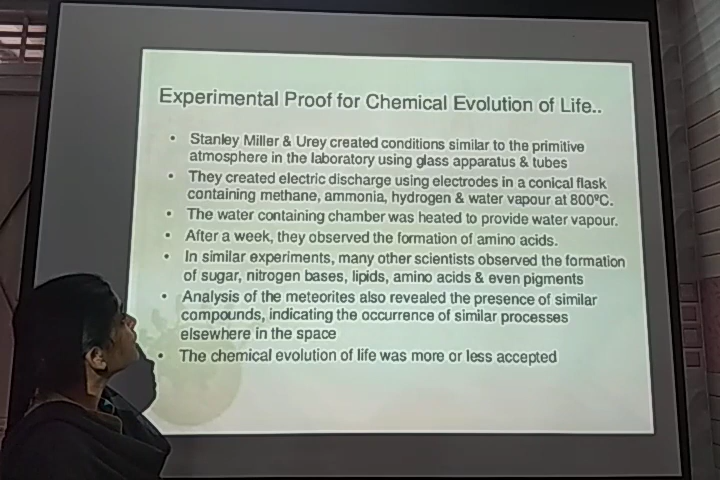 Experimental Proof for Chemical Evolution of Life..
• Stanley Miller & Urey created conditions similar to the primitive
atmosphere in the laboratory using glass apparatus & tubes
• They created electric discharge using electrodes in a conical flask
containing methane, ammonia, hydrogen & water vapour at 800ºC.
• The water containing chamber was heated to provide water vapour.
• After a week, they observed the formation of amino acids.
• In similar experiments, many other scientists observed the formation
of sugar, nitrogen bases, lipids, amino acids & even pigments
• Analysis of the meteorites also revealed the presence of similar
compounds, indicating the occurrence of similar processes
elsewhere in the space
• The chemical evolution of life was more or less accepted